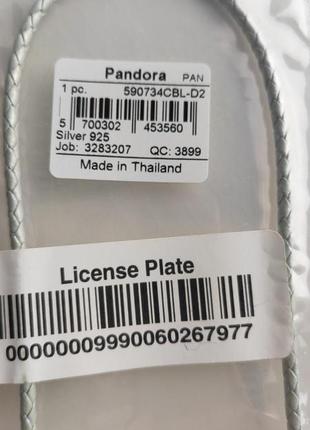 Pandora PAN
1 pc. 590734CBL-D2
5 700302 453560
Silver 925
Job: 3283207 QC: 3899
Made in Thailand
License Plate
00000009990060267977